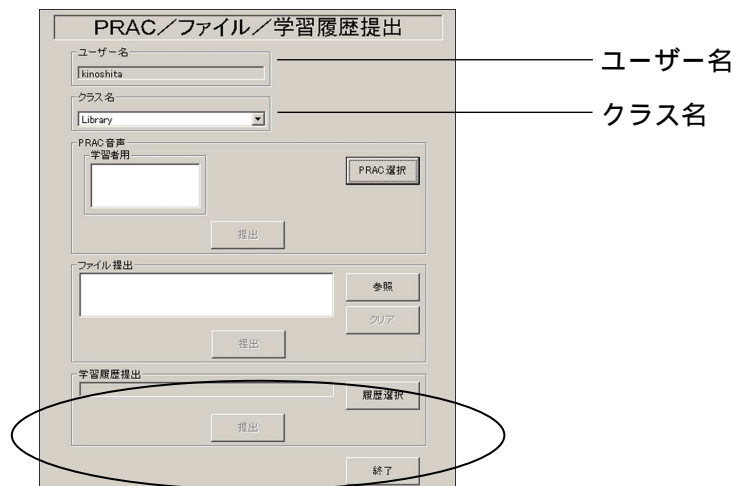 PRAC／ファイル／学習履歴提出
ユーザー名
kinoshita
ユーザー名
クラス名
Library
クラス名
PRAC音声
学習者用
PRAC選択
提出
ファイル提出
参照
クリア
提出
学習履歴提出
履歴選択
提出
終了